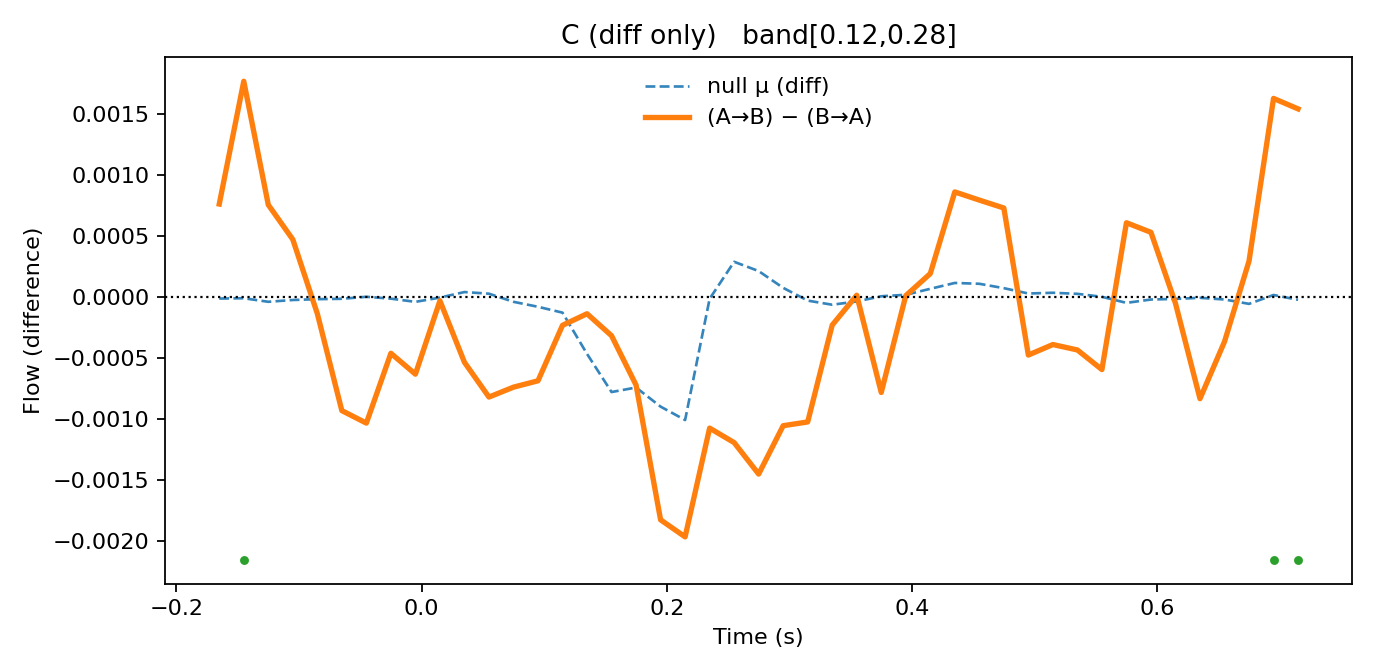 C (diff only)   band[0.12,0.28]
null μ (diff)
(A→B) − (B→A)
Flow (difference)
0.0015
0.0010
0.0005
0.0000
−0.0005
−0.0010
−0.0015
−0.0020
−0.2
0.0
0.2
0.4
0.6
Time (s)